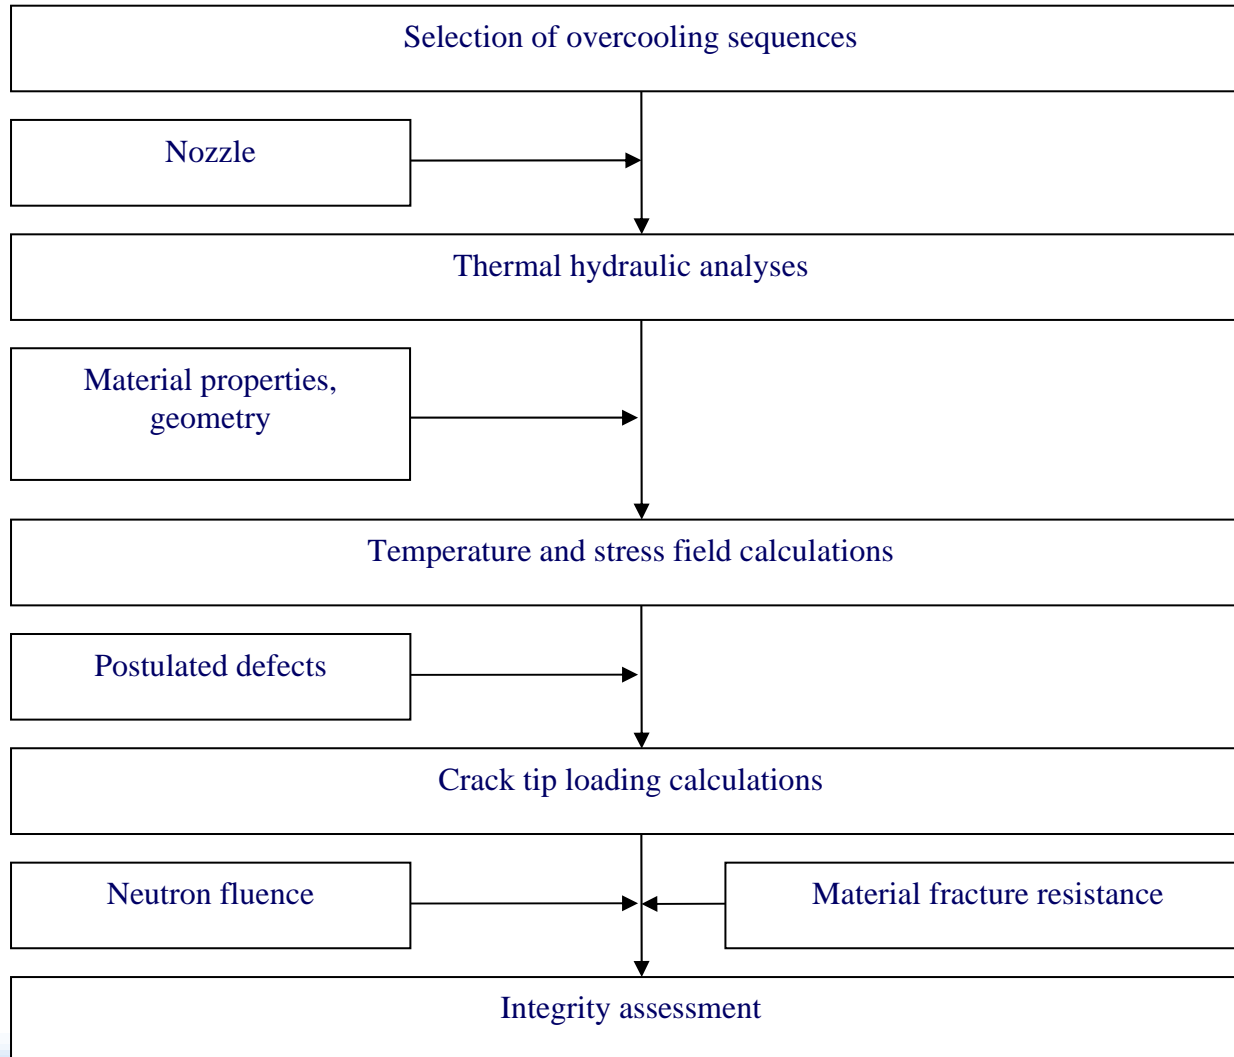 Selection of overcooling sequences
Nozzle
Thermal hydraulic analyses
Material properties,
geometry
Temperature and stress field calculations
Postulated defects
Crack tip loading calculations
Neutron fluence
Material fracture resistance
Integrity assessment